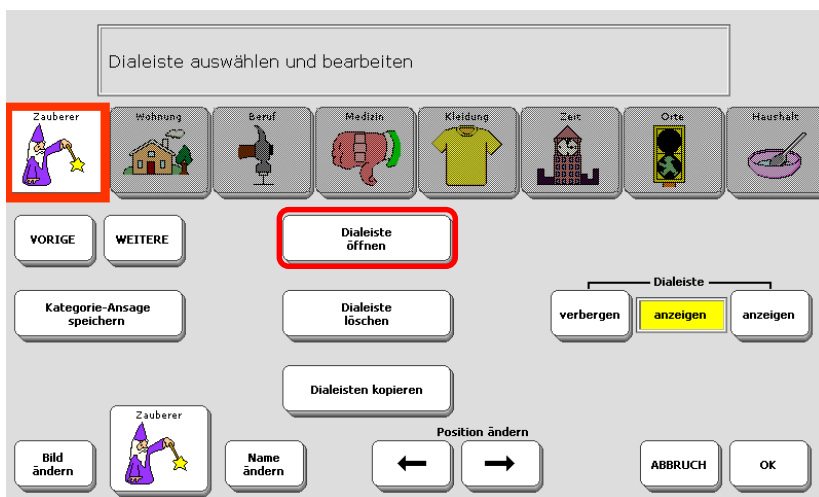 Dialeiste auswählen und bearbeiten
Zauberer
Wohnung
Beruf
Medizin
Kleidung
Zeit
Orte
Haushalt
VORIGE
WEITERE
Dialeiste
öffnen
Dialeiste
Kategorie-Ansage
speichern
Dialeiste
löschen
verbergen
anzeigen
anzeigen
Dialeisten kopieren
Zauberer
Position ändern
Bild
ändern
Name
ändern
ABBRUCH
OK